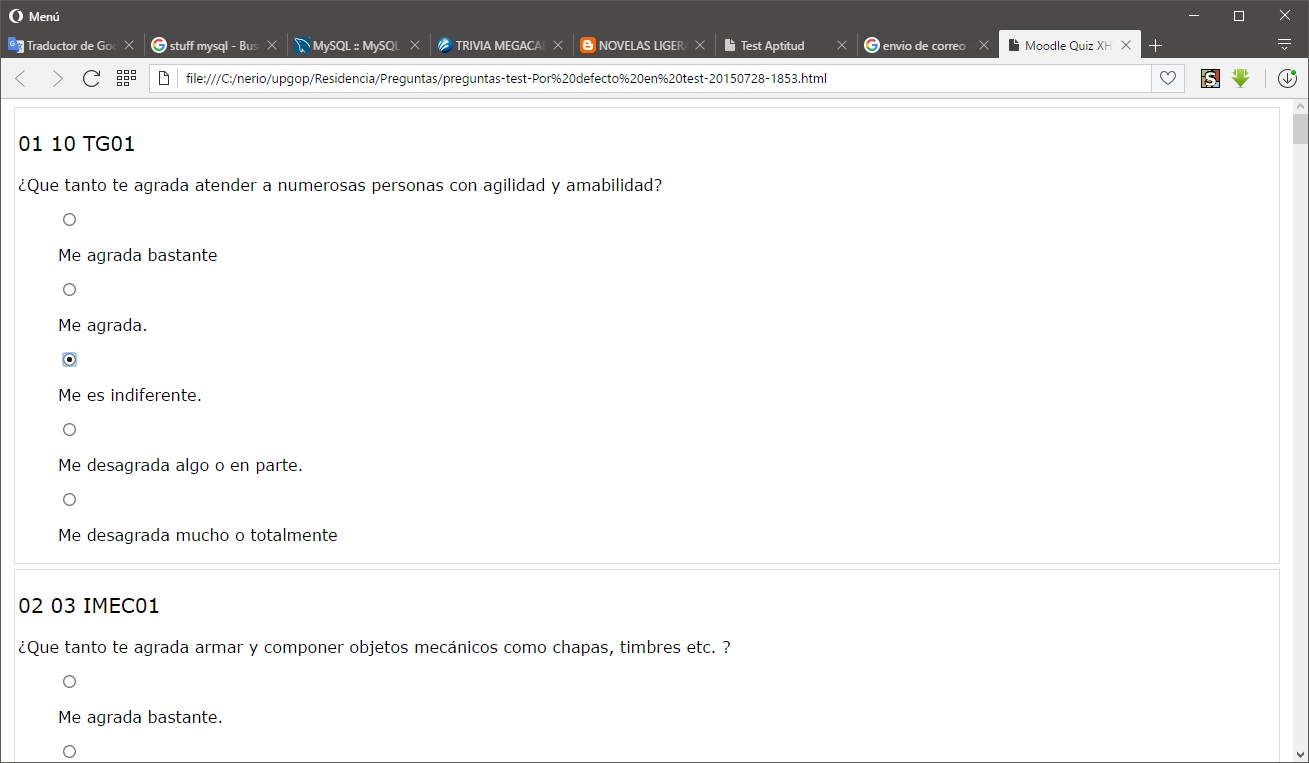 Menú
Traductor de Goo
stuff mysql - Bus
MySQL :: MySQL
TRIVIA MEGACA
NOVELAS LIGERA
Test Aptitud
envio de correo
Moodle Quiz XH
file:///C:/nerio/upgop/Residencia/Preguntas/preguntas-test-Por%20defecto%20en%20test-20150728-1853.html
01 10 TG01
¿Que tanto te agrada atender a numerosas personas con agilidad y amabilidad?
Me agrada bastante
Me agrada.
Me es indiferente.
Me desagrada algo o en parte.
Me desagrada mucho o totalmente
02 03 IMEC01
¿Que tanto te agrada armar y componer objetos mecánicos como chapas, timbres etc. ?
Me agrada bastante.